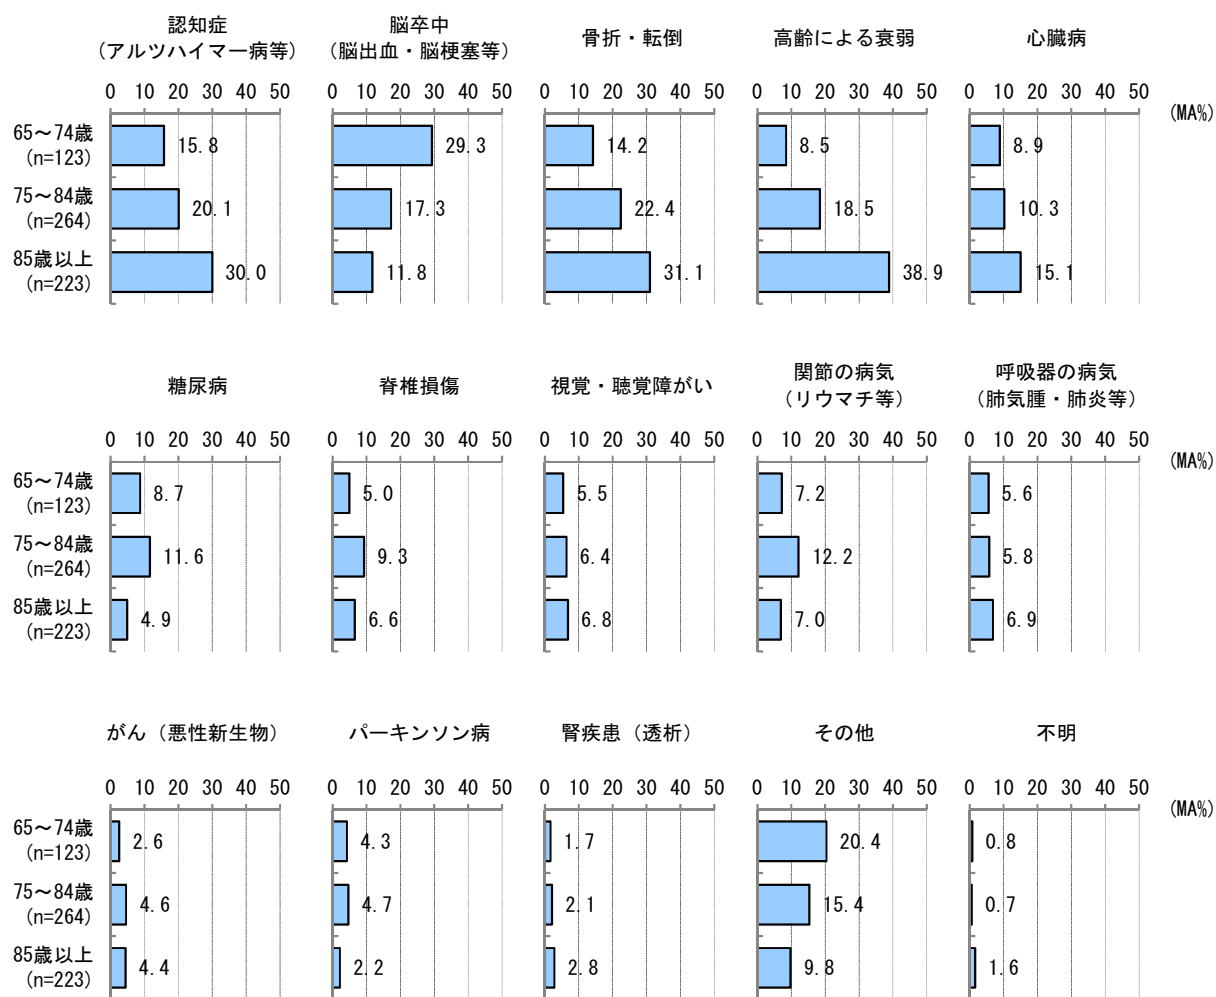 認知症
（アルツハイマー病等）
脳卒中
（脳出血・脳梗塞等）
骨折・転倒
高齢による衰弱
心臓病
0 10 20 30 40 50
0 10 20 30 40 50
0 10 20 30 40 50
0 10 20 30 40 50
0 10 20 30 40 50
(MA%)
65～74歳
(n=123)
15.8
29.3
14.2
8.5
8.9
75～84歳
(n=264)
20.1
17.3
22.4
18.5
10.3
85歳以上
(n=223)
30.0
11.8
31.1
38.9
15.1
糖尿病
脊椎損傷
視覚・聴覚障がい
関節の病気
（リウマチ等）
呼吸器の病気
（肺気腫・肺炎等）
0 10 20 30 40 50
0 10 20 30 40 50
0 10 20 30 40 50
0 10 20 30 40 50
0 10 20 30 40 50
(MA%)
65～74歳
(n=123)
8.7
5.0
5.5
7.2
5.6
75～84歳
(n=264)
11.6
9.3
6.4
12.2
5.8
85歳以上
(n=223)
4.9
6.6
6.8
7.0
6.9
がん（悪性新生物）
パーキンソン病
腎疾患（透析）
その他
不明
0 10 20 30 40 50
0 10 20 30 40 50
0 10 20 30 40 50
0 10 20 30 40 50
0 10 20 30 40 50
(MA%)
65～74歳
(n=123)
2.6
4.3
1.7
20.4
0.8
75～84歳
(n=264)
4.6
4.7
2.1
15.4
0.7
85歳以上
(n=223)
4.4
2.2
2.8
9.8
1.6